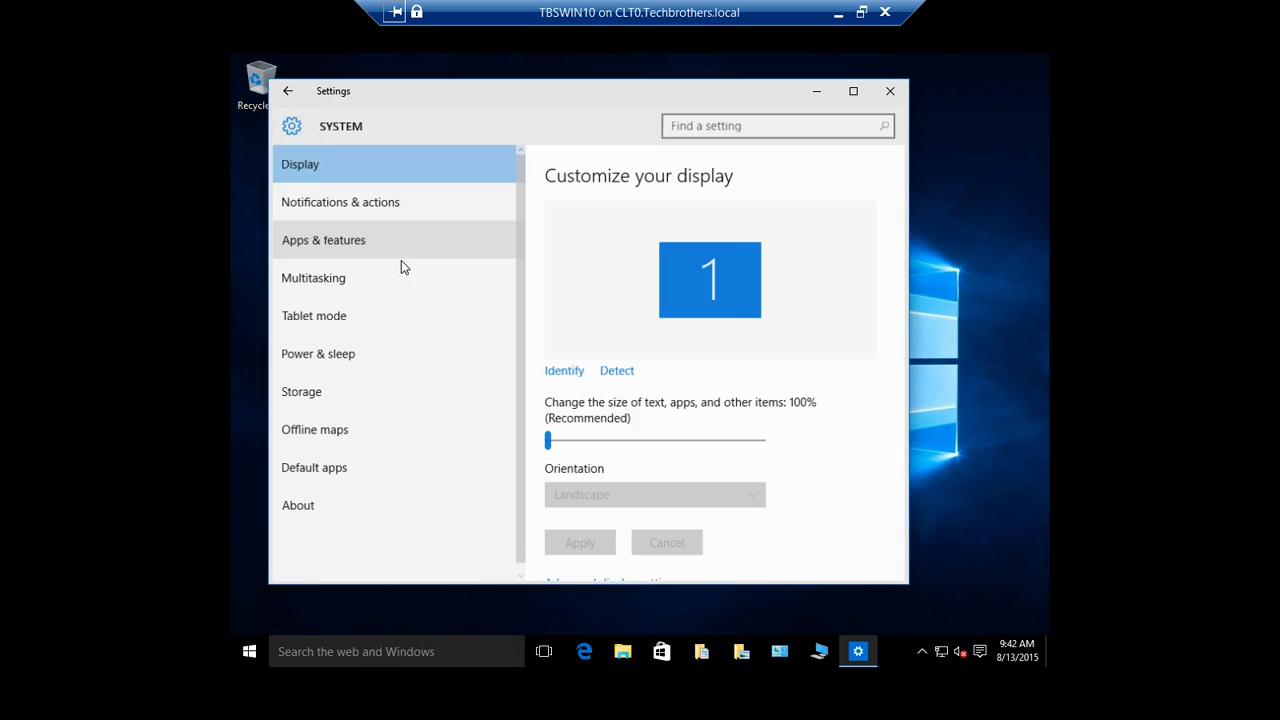 TBSWIN10 on CLT0.Techbrothers.local
Recycle
Settings
SYSTEM
Find a setting
Display
Notifications & actions
Apps & features
Multitasking
Tablet mode
Power & sleep
Storage
Offline maps
Default apps
About
Customize your display
1
Identify Detect
Change the size of text, apps, and other items: 100%
(Recommended)
Orientation
Landscape
Apply Cancel
Search the web and Windows
9:42 AM
8/13/2015